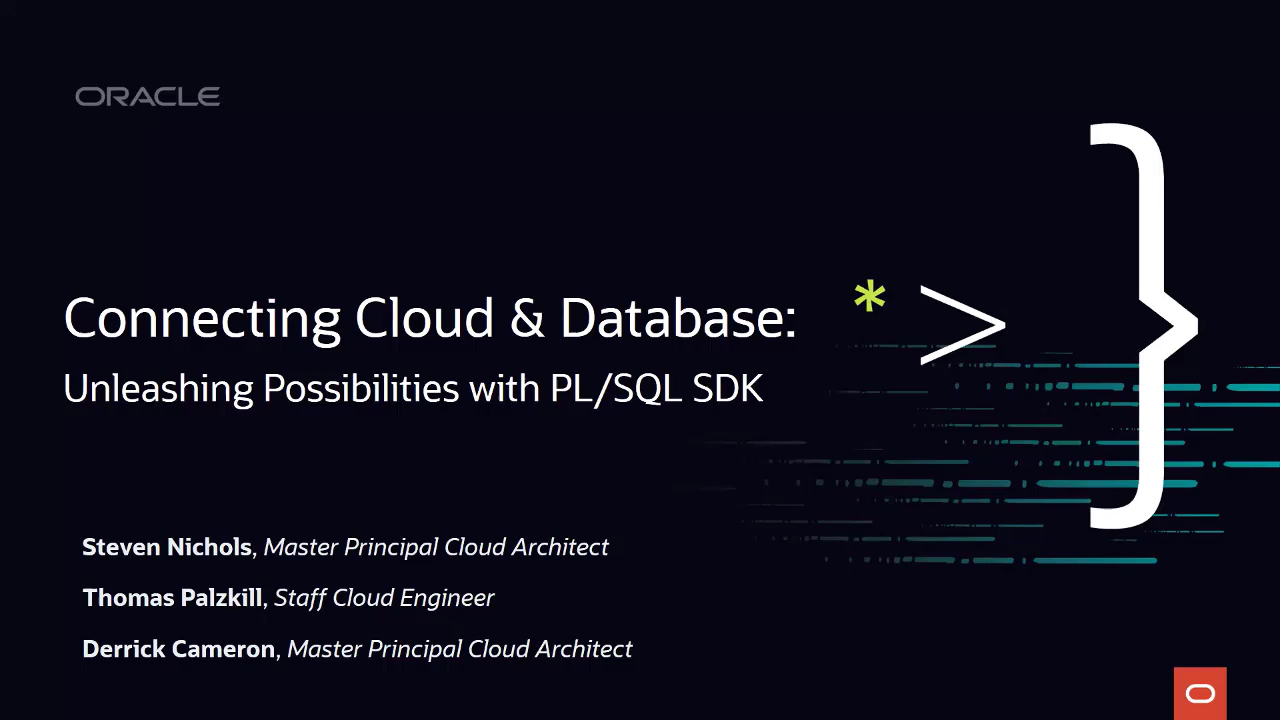 ORACLE
Connecting Cloud & Database:
Unleashing Possibilities with PL/SQL SDK
* > }
Steven Nichols, Master Principal Cloud Architect
Thomas Palzkill, Staff Cloud Engineer
Derrick Cameron, Master Principal Cloud Architect